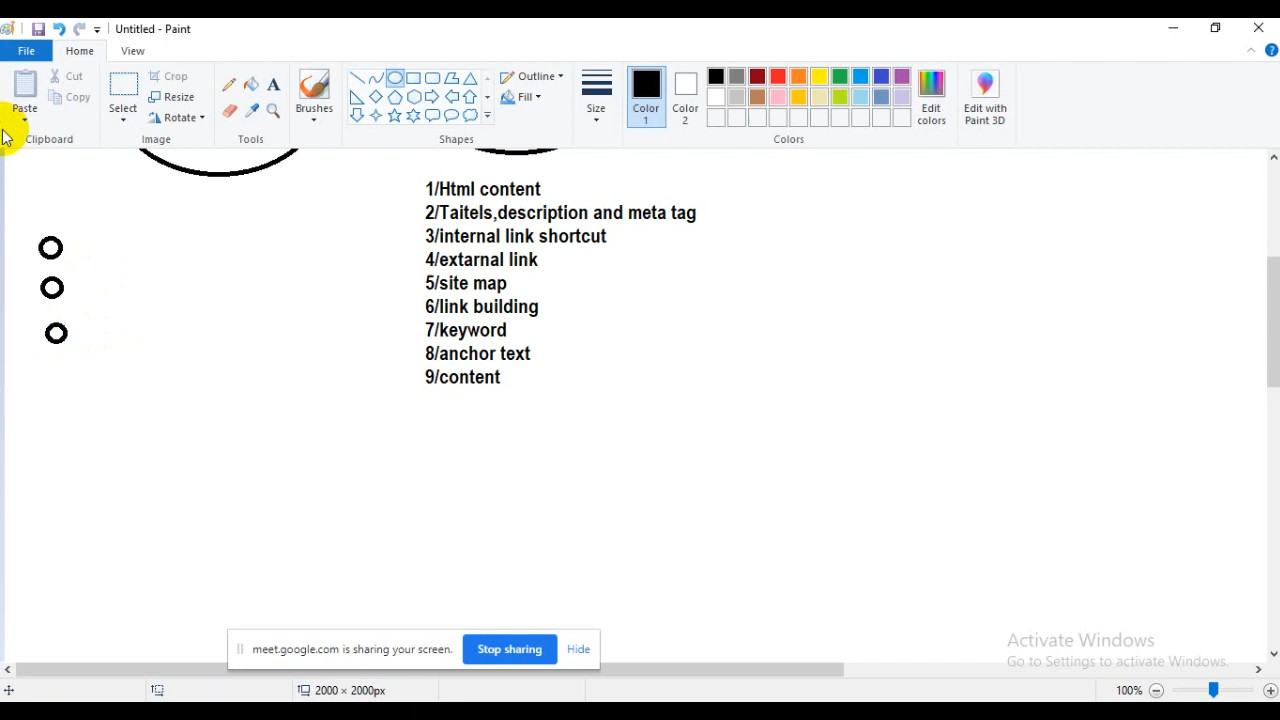 Untitled - Paint
File Home View
Paste
Cut
Copy
Clipboard
Select
Crop
Resize
Rotate
Image
Tools
Brushes
Shapes
Outline
Fill
Size
Color 1
Color 2
Colors
Edit colors
Edit with Paint 3D
1/Html content
2/Taitels,description and meta tag
3/internal link shortcut
4/extarnal link
5/site map
6/link building
7/keyword
8/anchor text
9/content
meet.google.com is sharing your screen. Stop sharing Hide
Activate Windows
Go to Settings to activate Windows.
2000 × 2000px
100%